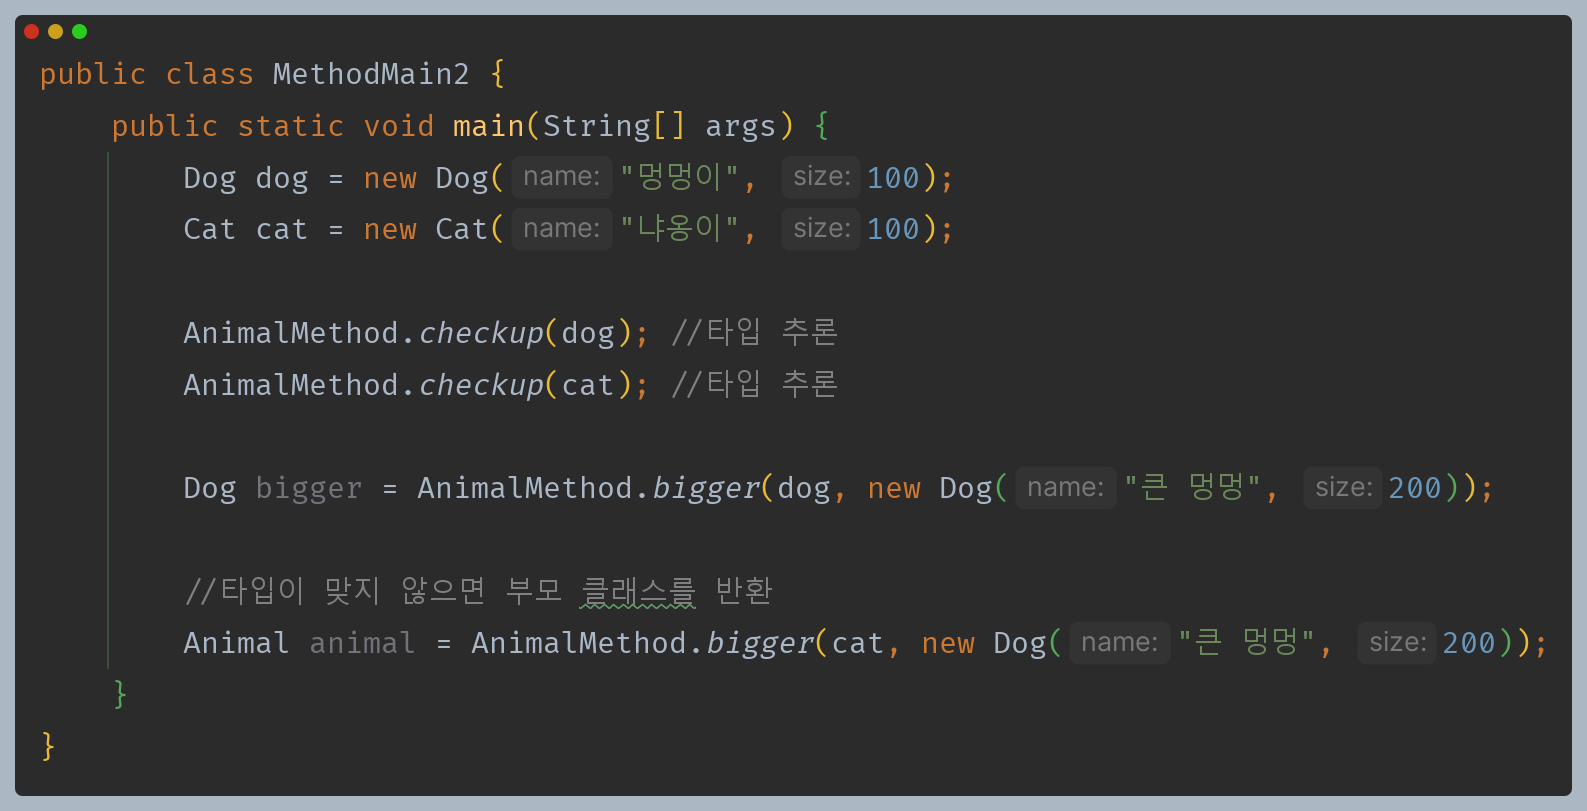 public class MethodMain2 {
public static void main(String[] args) {
Dog dog = new Dog( name: "멍멍이", size: 100);
Cat cat = new Cat( name: "냐옹이", size: 100);
AnimalMethod.checkup(dog); //타입 추론
AnimalMethod.checkup(cat); //타입 추론
Dog bigger = AnimalMethod.bigger(dog, new Dog( name: "큰 멍멍", size: 200));
//타입이 맞지 않으면 부모 클래스를 반환
Animal animal = AnimalMethod.bigger(cat, new Dog( name: "큰 멍멍", size: 200));
}
}